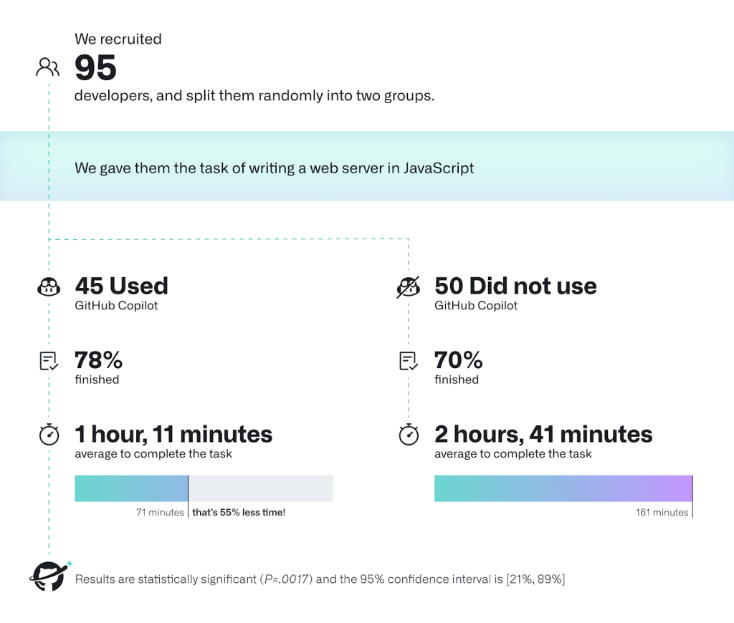 We recruited
95
developers, and split them randomly into two groups.
We gave them the task of writing a web server in JavaScript
45 Used
GitHub Copilot
78%
finished
1 hour, 11 minutes
average to complete the task
71 minutes
that's 55% less time!
50 Did not use
GitHub Copilot
70%
finished
2 hours, 41 minutes
average to complete the task
161 minutes
Results are statistically significant (P=.0017) and the 95% confidence interval is [21%, 89%]